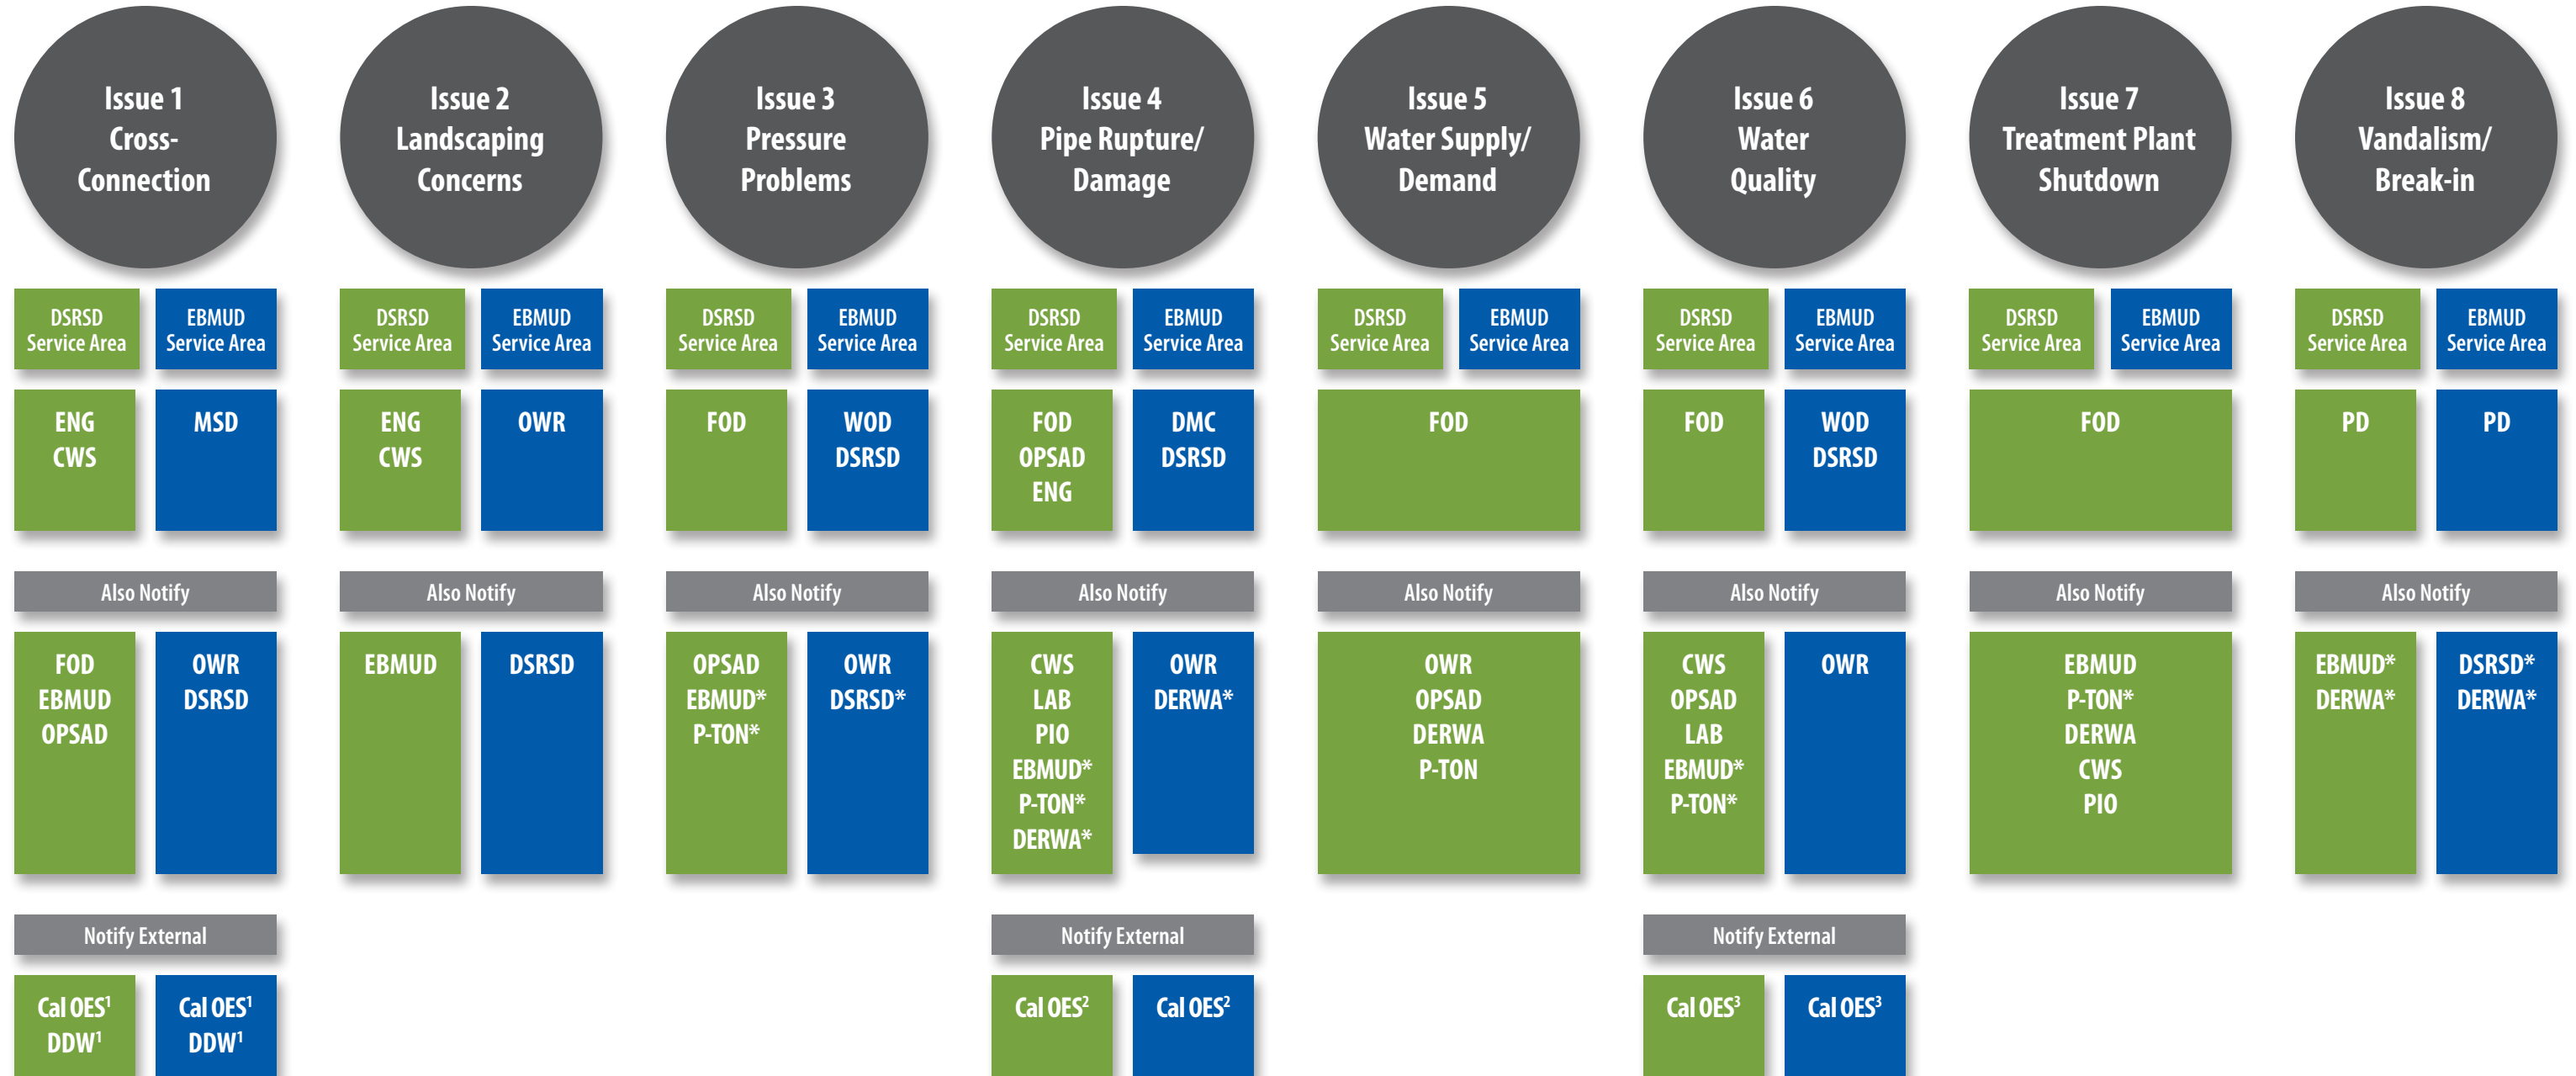 Issue 1
Cross-
Connection
DSRSD
Service Area
EBMUD
Service Area
ENG
CWS
MSD
Also Notify
FOD
EBMUD
OPSAD
OWR
DSRSD
Notify External
Cal OES¹
DDW¹
Cal OES¹
DDW¹
Issue 2
Landscaping
Concerns
DSRSD
Service Area
EBMUD
Service Area
ENG
CWS
OWR
Also Notify
EBMUD
DSRSD
Issue 3
Pressure
Problems
DSRSD
Service Area
EBMUD
Service Area
FOD
WOD
DSRSD
Also Notify
OPSAD
EBMUD*
P-TON*
OWR
DSRSD*
Issue 4
Pipe Rupture/
Damage
DSRSD
Service Area
EBMUD
Service Area
FOD
OPSAD
ENG
DMC
DSRSD
Also Notify
CWS
LAB
PIO
EBMUD*
P-TON*
DERWA*
OWR
DERWA*
Notify External
Cal OES²
Cal OES²
Issue 5
Water Supply/
Demand
DSRSD
Service Area
EBMUD
Service Area
FOD
Also Notify
OWR
OPSAD
DERWA
P-TON
Issue 6
Water
Quality
DSRSD
Service Area
EBMUD
Service Area
FOD
WOD
DSRSD
Also Notify
CWS
OPSAD
LAB
EBMUD*
P-TON*
OWR
Notify External
Cal OES³
Cal OES³
Issue 7
Treatment Plant
Shutdown
DSRSD
Service Area
EBMUD
Service Area
FOD
Also Notify
EBMUD
P-TON*
DERWA
CWS
PIO
Issue 8
Vandalism/
Break-in
DSRSD
Service Area
EBMUD
Service Area
PD
PD
Also Notify
EBMUD*
DERWA*
DSRSD*
DERWA*